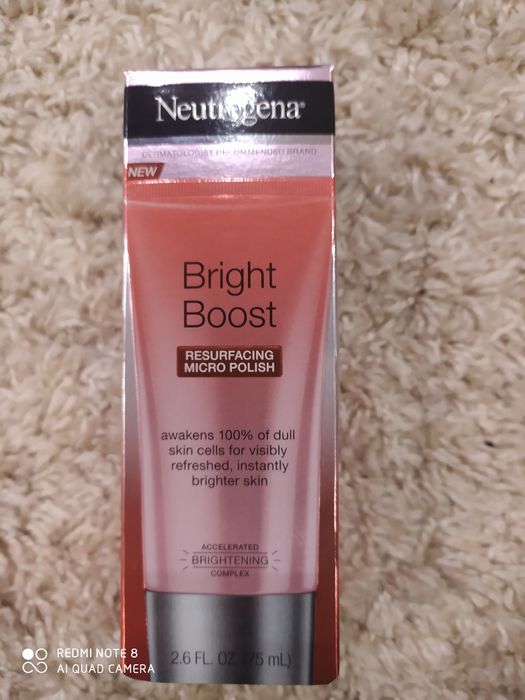 Neutrogena®
DERMATOLOGIST RECOMMENDED BRAND
NEW
Bright
Boost
RESURFACING
MICRO POLISH
awakens 100% of dull
skin cells for visibly
refreshed, instantly
brighter skin
ACCELERATED
BRIGHTENING
COMPLEX
2.6 FL. OZ. (75 mL)
REDMI NOTE 8
AI QUAD CAMERA